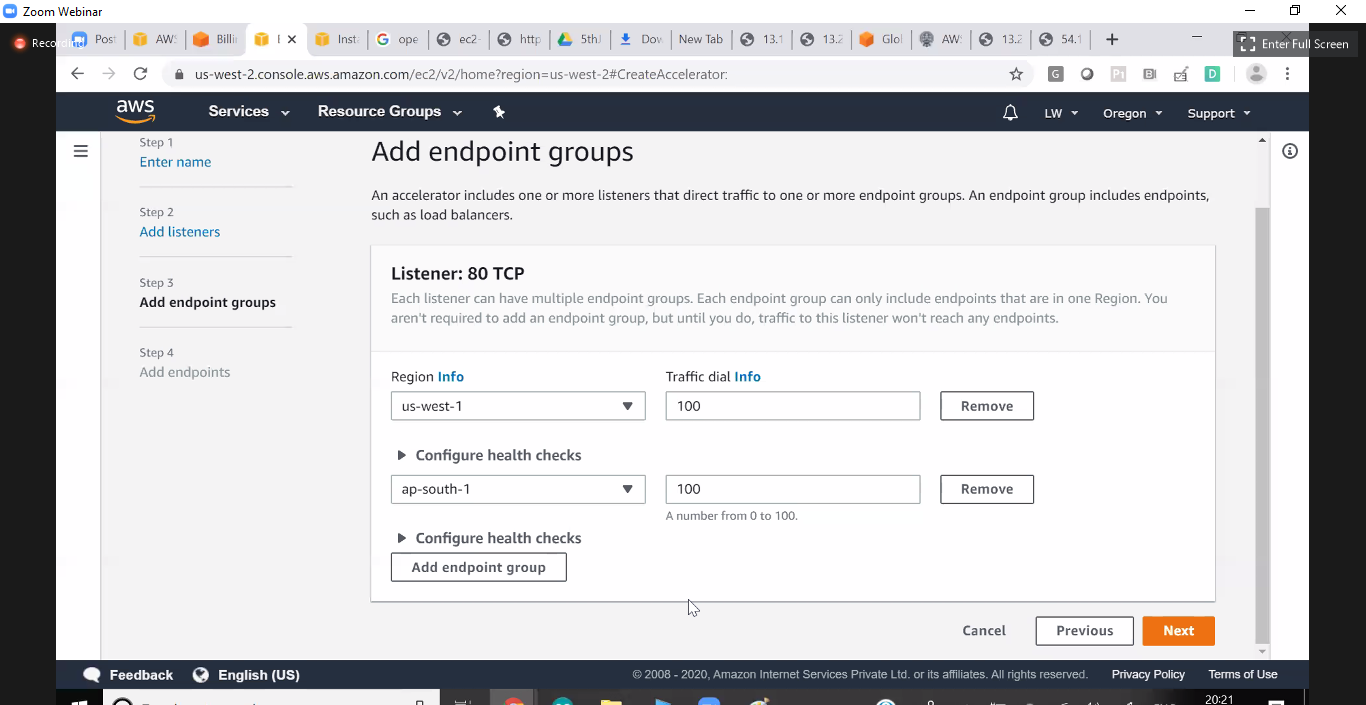 Zoom Webinar
Recording
Post
AWS
Billi
I
Inst
ope
ec2-
http
5th
Dow
New Tab
13.1
13.2
Glo
AWS
13.2
54.1
Enter Full Screen
us-west-2.console.aws.amazon.com/ec2/v2/home?region=us-west-2#CreateAccelerator:
aws
Services
Resource Groups
LW
Oregon
Support
Step 1
Enter name
Step 2
Add listeners
Step 3
Add endpoint groups
Step 4
Add endpoints
Add endpoint groups
An accelerator includes one or more listeners that direct traffic to one or more endpoint groups. An endpoint group includes endpoints,
such as load balancers.
Listener: 80 TCP
Each listener can have multiple endpoint groups. Each endpoint group can only include endpoints that are in one Region. You
aren't required to add an endpoint group, but until you do, traffic to this listener won't reach any endpoints.
Region Info
Traffic dial Info
us-west-1
100
Remove
Configure health checks
ap-south-1
100
Remove
A number from 0 to 100.
Configure health checks
Add endpoint group
Cancel
Previous
Next
Feedback
English (US)
© 2008 - 2020, Amazon Internet Services Private Ltd. or its affiliates. All rights reserved.
Privacy Policy
Terms of Use
20:21